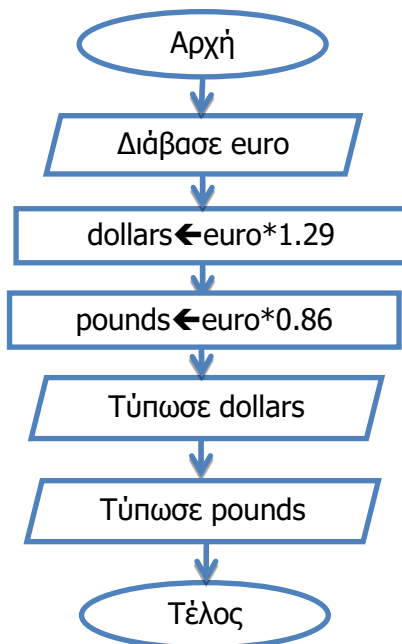 Αρχή
Διάβασε euro
dollars🡸euro*1.29
pounds🡸euro*0.86
Τύπωσε dollars
Τύπωσε pounds
Τέλος